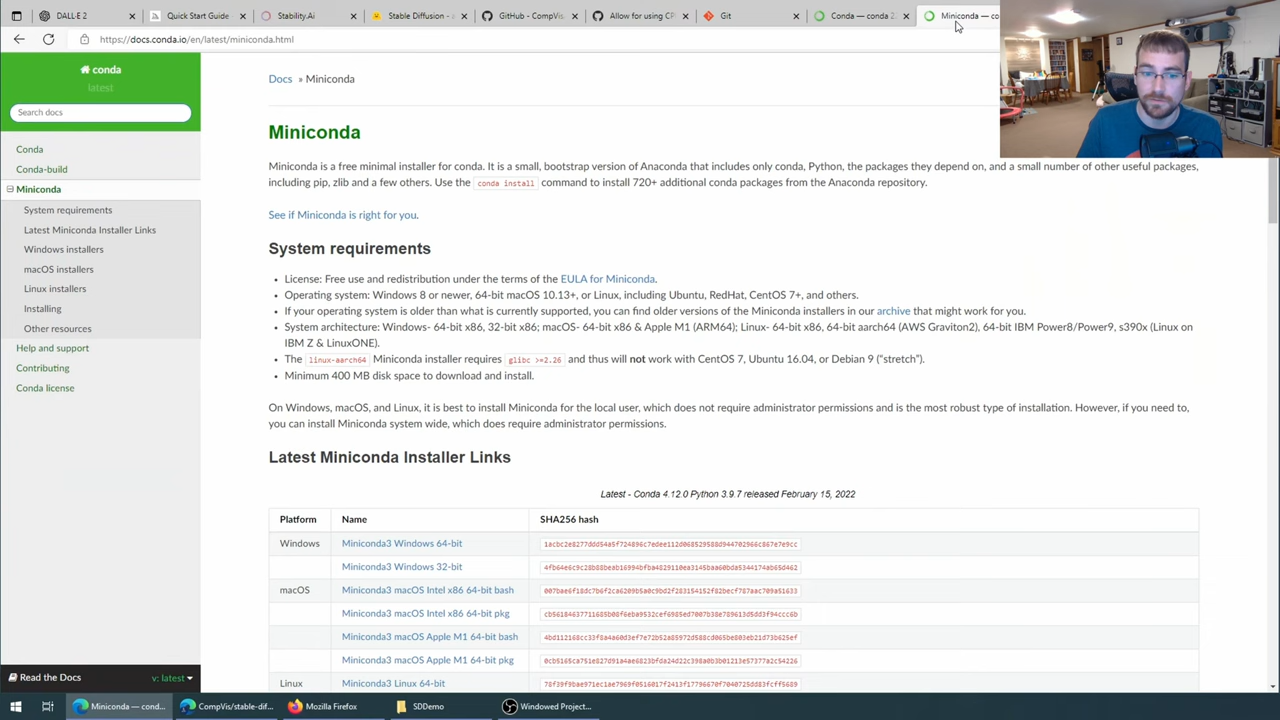 DALL·E 2
Quick Start Guide -
Stability.Ai
Stable Diffusion - a
GitHub - CompVis
Allow for using CP
Git
Conda — conda 2
Miniconda — co
https://docs.conda.io/en/latest/miniconda.html
conda
latest
Search docs
Conda
Conda-build
Miniconda
System requirements
Latest Miniconda Installer Links
Windows installers
macOS installers
Linux installers
Installing
Other resources
Help and support
Contributing
Conda license
Read the Docs
v: latest
Docs » Miniconda
Miniconda
Miniconda is a free minimal installer for conda. It is a small, bootstrap version of Anaconda that includes only conda, Python, the packages they depend on, and a small number of other useful packages,
including pip, zlib and a few others. Use the conda install command to install 720+ additional conda packages from the Anaconda repository.
See if Miniconda is right for you.
System requirements
• License: Free use and redistribution under the terms of the EULA for Miniconda.
• Operating system: Windows 8 or newer, 64-bit macOS 10.13+, or Linux, including Ubuntu, RedHat, CentOS 7+, and others.
• If your operating system is older than what is currently supported, you can find older versions of the Miniconda installers in our archive that might work for you.
• System architecture: Windows- 64-bit x86, 32-bit x86; macOS- 64-bit x86 & Apple M1 (ARM64); Linux- 64-bit x86, 64-bit aarch64 (AWS Graviton2), 64-bit IBM Power8/Power9, s390x (Linux on
IBM Z & LinuxONE).
• The linux-aarch64 Miniconda installer requires glibc >=2.26 and thus will not work with CentOS 7, Ubuntu 16.04, or Debian 9 (“stretch”).
• Minimum 400 MB disk space to download and install.
On Windows, macOS, and Linux, it is best to install Miniconda for the local user, which does not require administrator permissions and is the most robust type of installation. However, if you need to,
you can install Miniconda system wide, which does require administrator permissions.
Latest Miniconda Installer Links
Latest - Conda 4.12.0 Python 3.9.7 released February 15, 2022
Platform Name SHA256 hash
Windows Miniconda3 Windows 64-bit
Miniconda3 Windows 32-bit
macOS Miniconda3 macOS Intel x86 64-bit bash
Miniconda3 macOS Intel x86 64-bit pkg
Miniconda3 macOS Apple M1 64-bit bash
Miniconda3 macOS Apple M1 64-bit pkg
Linux Miniconda3 Linux 64-bit
Miniconda — cond...
CompVis/stable-dif...
Mozilla Firefox
SDDemo
Windowed Project...